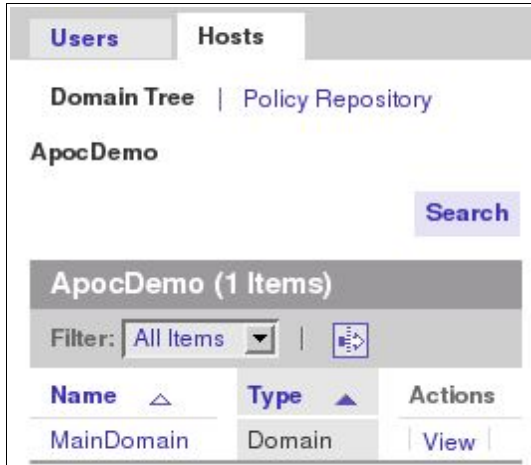 Users Hosts
Domain Tree | Policy Repository
ApocDemo
Search
ApocDemo (1 Items)
Filter: All Items |
Name Type Actions
MainDomain Domain View